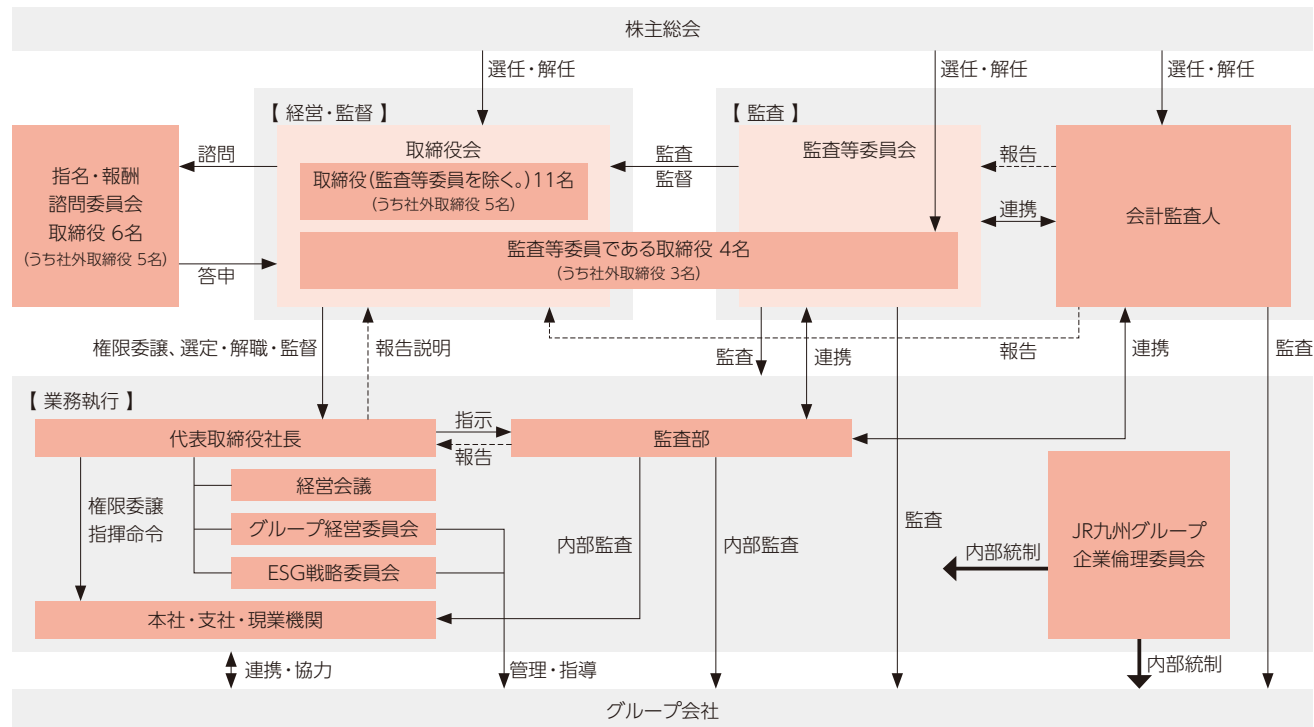 株主総会
選任・解任
選任・解任
選任・解任
【 経営・監督 】
【 監査 】
指名・報酬
諮問委員会
取締役 6名
(うち社外取締役 5名)
諮問
答申
取締役会
取締役(監査等委員を除く。)11名
(うち社外取締役 5名)
監査
監督
監査等委員会
監査等委員である取締役 4名
(うち社外取締役 3名)
報告
連携
会計監査人
権限委譲、選定・解職・監督
報告説明
監査
連携
報告
連携
監査
【 業務執行 】
代表取締役社長
指示
報告
監査部
経営会議
グループ経営委員会
ESG戦略委員会
権限委譲
指揮命令
本社・支社・現業機関
内部監査
内部監査
監査
内部統制
JR九州グループ
企業倫理委員会
内部統制
連携・協力
管理・指導
グループ会社